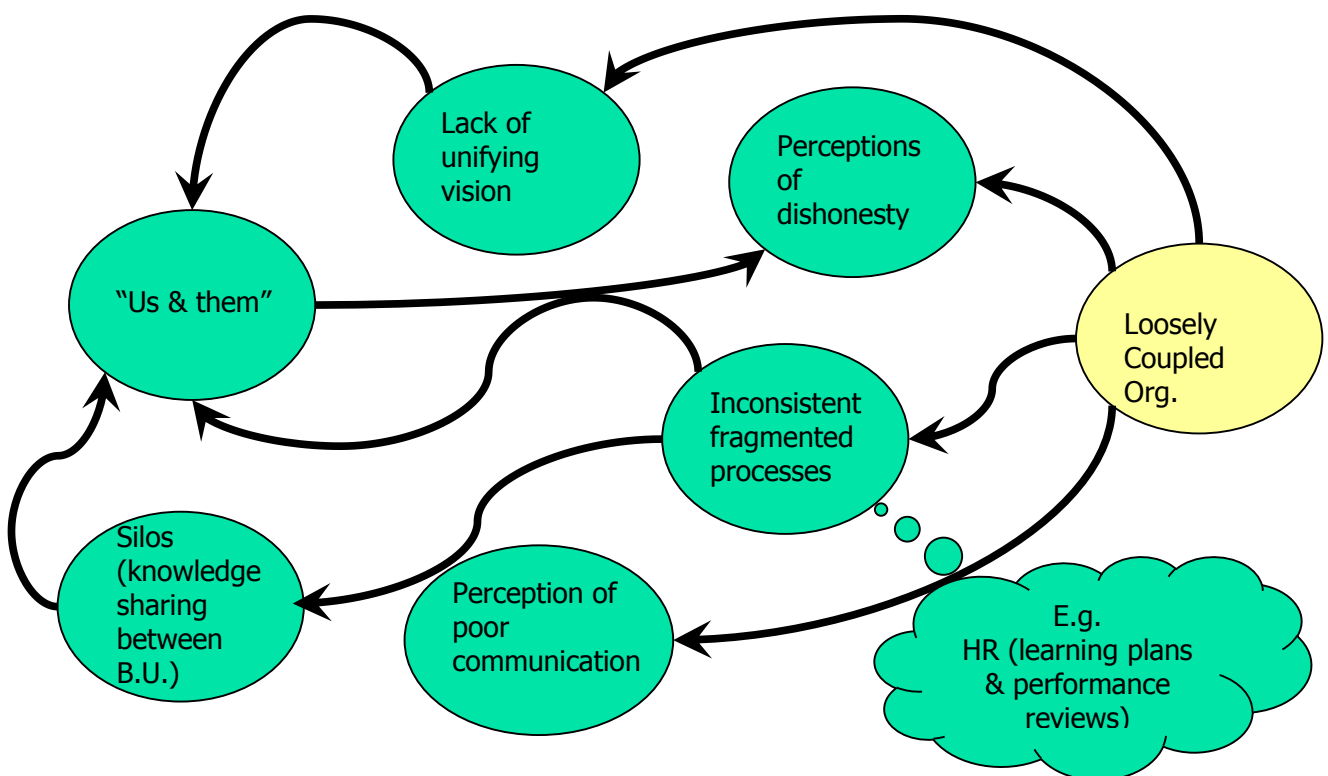 Lack of
unifying
vision
Perceptions
of
dishonesty
“Us & them”
Loosely
Coupled
Org.
Inconsistent
fragmented
processes
Silos
(knowledge
sharing
between
B.U.)
Perception of
poor
communication
E.g.
HR (learning plans
& performance
reviews)